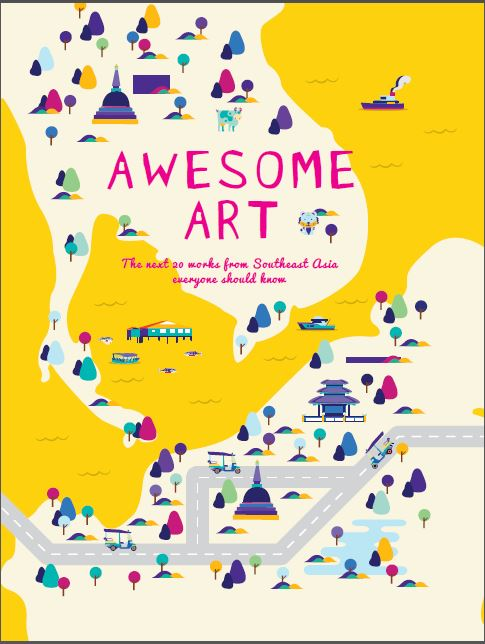 AWESOME
ART
The next 20 works from Southeast Asia
everyone should know